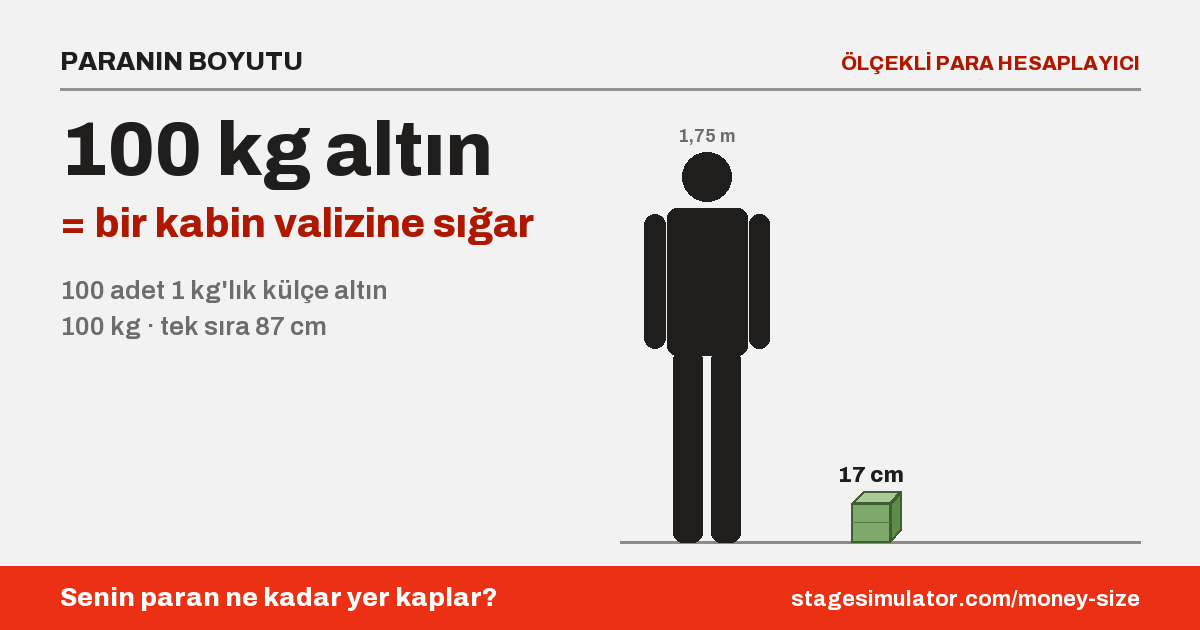 PARANIN BOYUTU
ÖLÇEKLİ PARA HESAPLAYICI
100 kg altın
= bir kabin valizine sığar
100 adet 1 kg'lık külçe altın
100 kg · tek sıra 87 cm
1,75 m
17 cm
Senin paran ne kadar yer kaplar?
stagesimulator.com/money-size